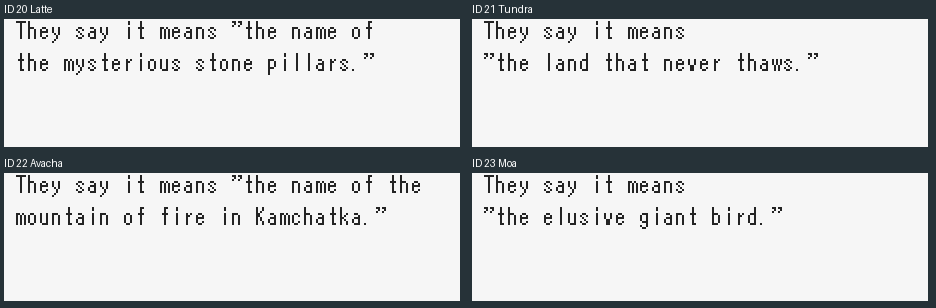 ID 20 Latte
They say it means ”the name of
the mysterious stone pillars.”
ID 21 Tundra
They say it means
”the land that never thaws.”
ID 22 Avacha
They say it means ”the name of the
mountain of fire in Kamchatka.”
ID 23 Moa
They say it means
”the elusive giant bird.”